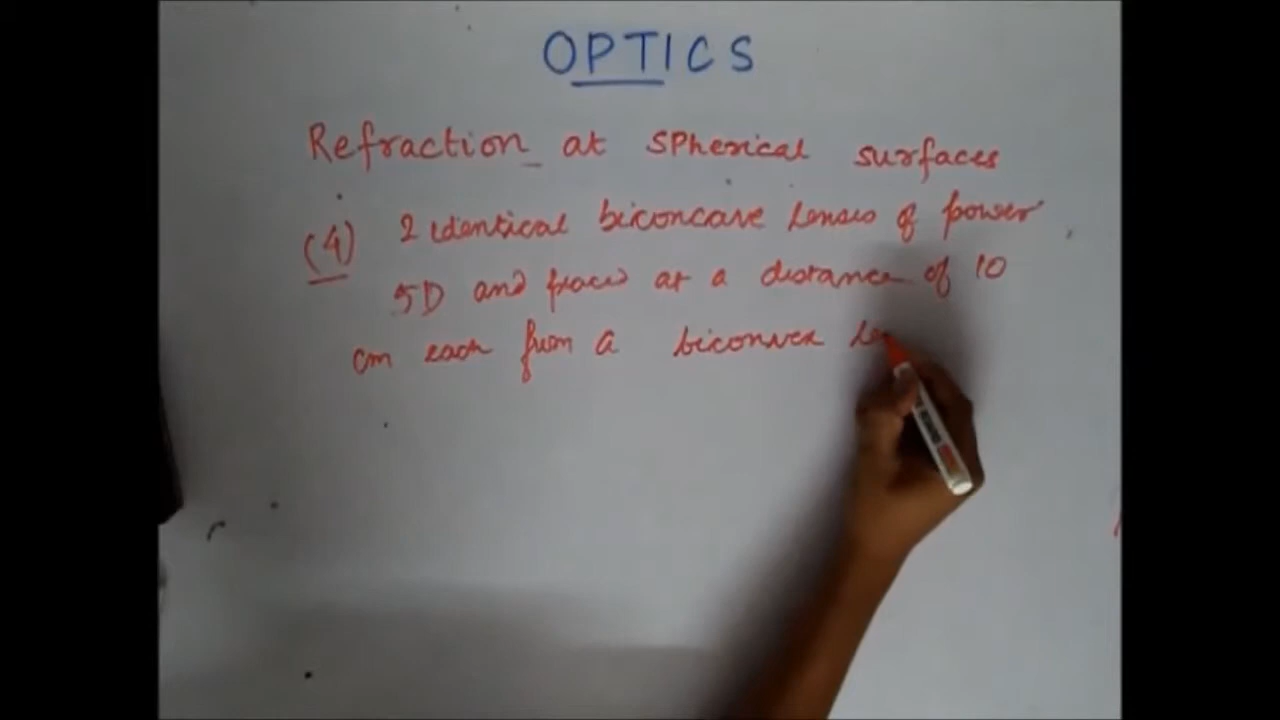 OPTICS
Refraction at Spherical surfaces
(4) 2 identical biconcave lenses of power
5D and placed at a distance of 10
cm each from a biconvex le